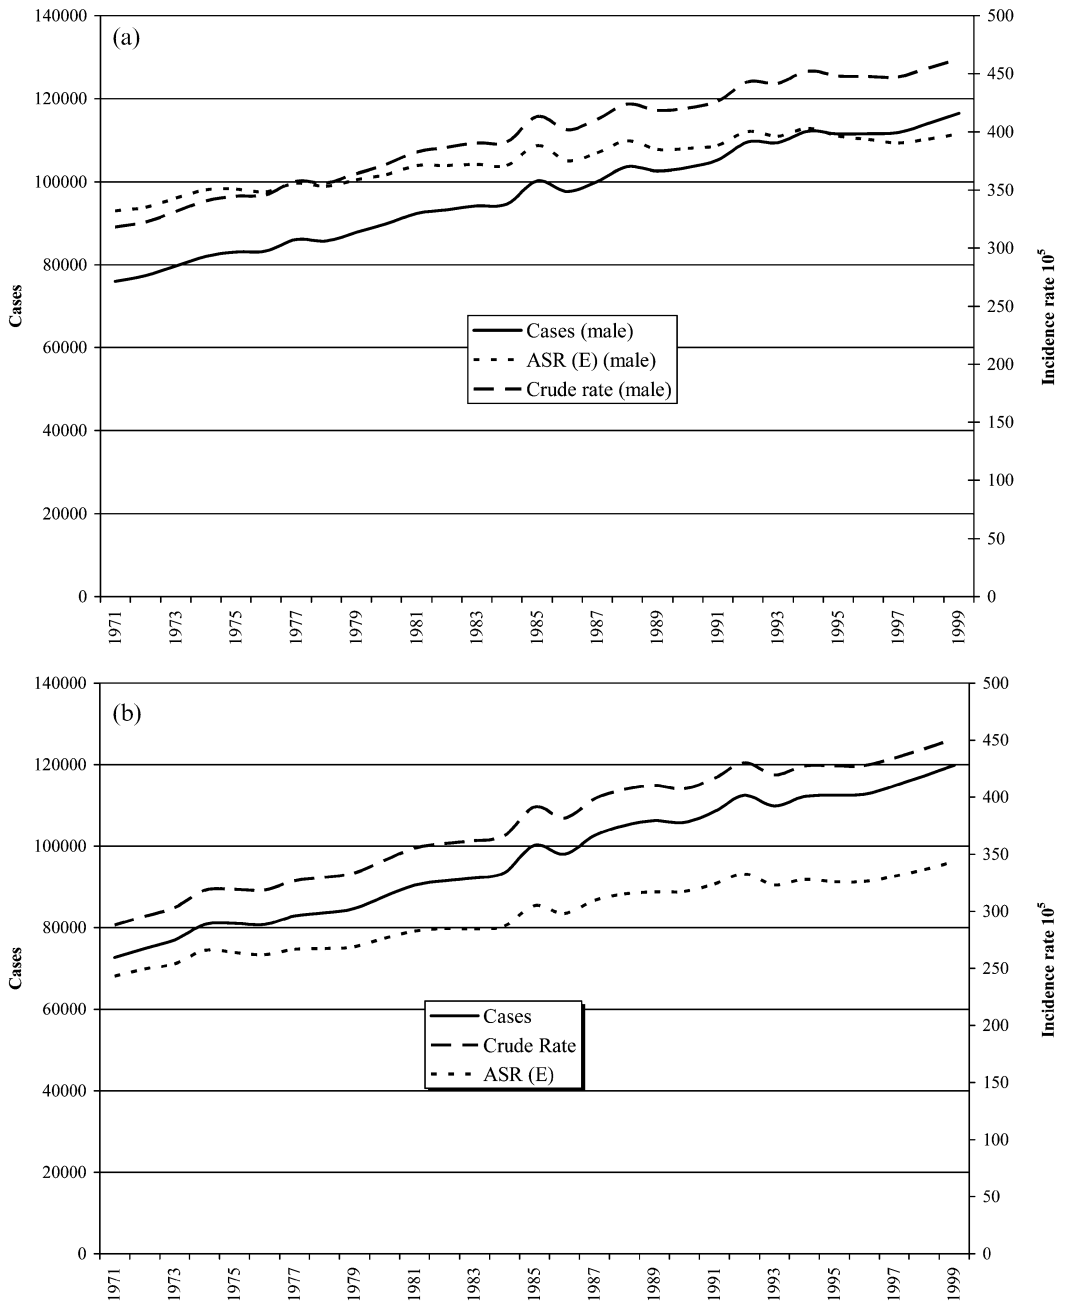 (a)
140000
120000
100000
80000
60000
40000
20000
0
500
450
400
350
300
250
200
150
100
50
0
Cases
Incidence rate 10⁵
Cases (male)
ASR (E) (male)
Crude rate (male)
1971 1973 1975 1977 1979 1981 1983 1985 1987 1989 1991 1993 1995 1997 1999
(b)
140000
120000
100000
80000
60000
40000
20000
0
500
450
400
350
300
250
200
150
100
50
0
Cases
Incidence rate 10⁵
Cases
Crude Rate
ASR (E)
1971 1973 1975 1977 1979 1981 1983 1985 1987 1989 1991 1993 1995 1997 1999